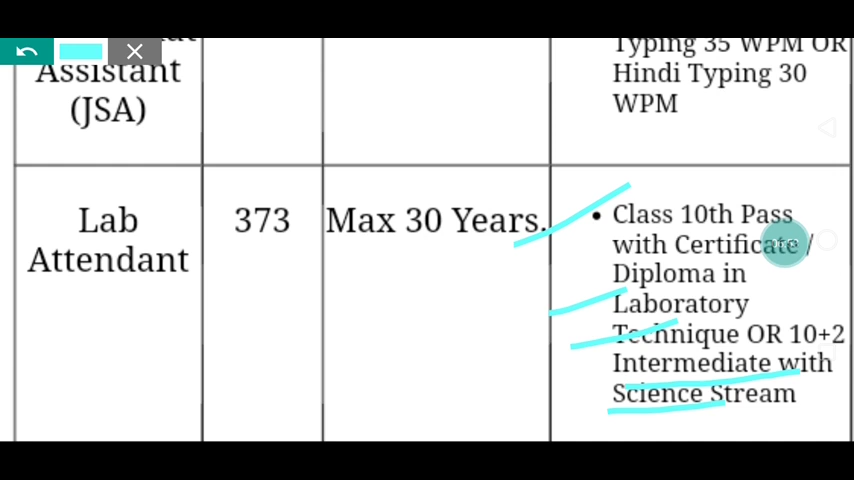 Assistant
(JSA)
Typing 35 WPM OR
Hindi Typing 30
WPM
Lab
Attendant
373
Max 30 Years.
• Class 10th Pass
with Certificate /
Diploma in
Laboratory
Technique OR 10+2
Intermediate with
Science Stream